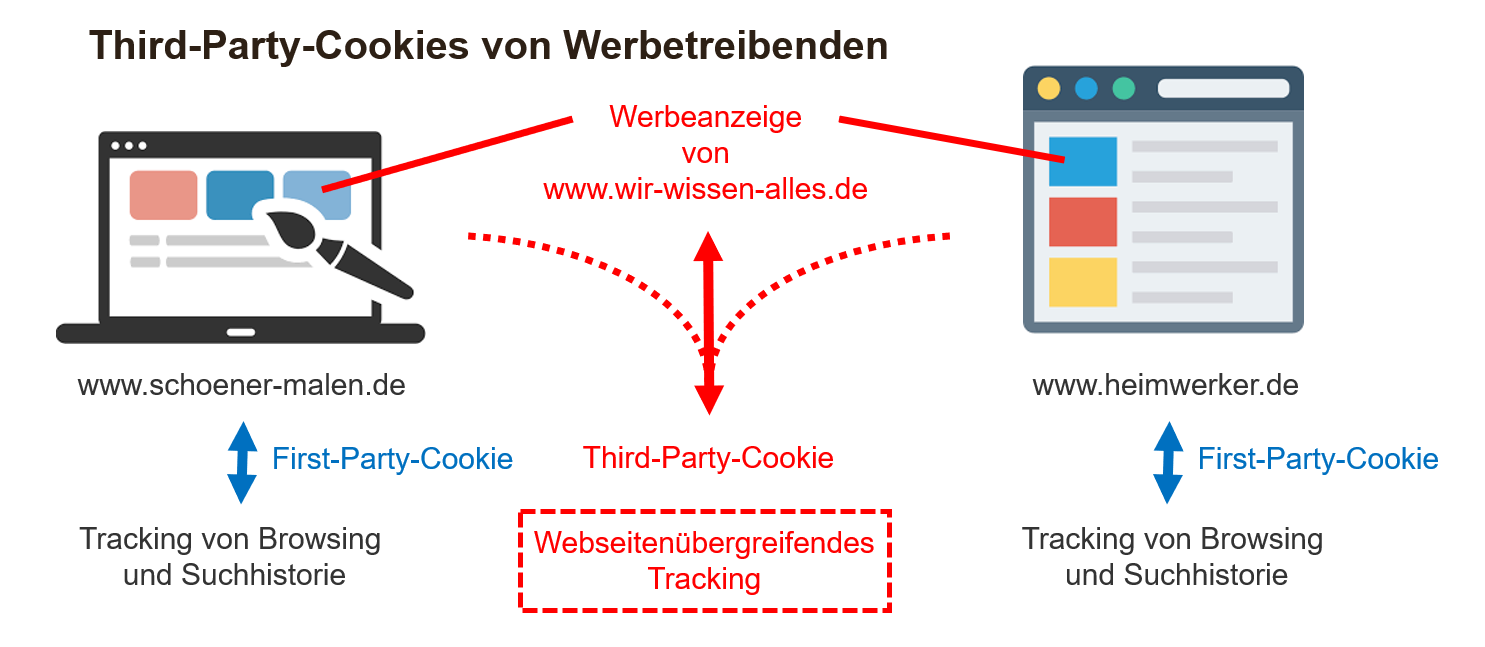 Third-Party-Cookies von Werbetreibenden
Werbeanzeige
von
www.wir-wissen-alles.de
www.schoener-malen.de
www.heimwerker.de
First-Party-Cookie
Third-Party-Cookie
First-Party-Cookie
Tracking von Browsing
und Suchhistorie
Webseitenübergreifendes
Tracking
Tracking von Browsing
und Suchhistorie